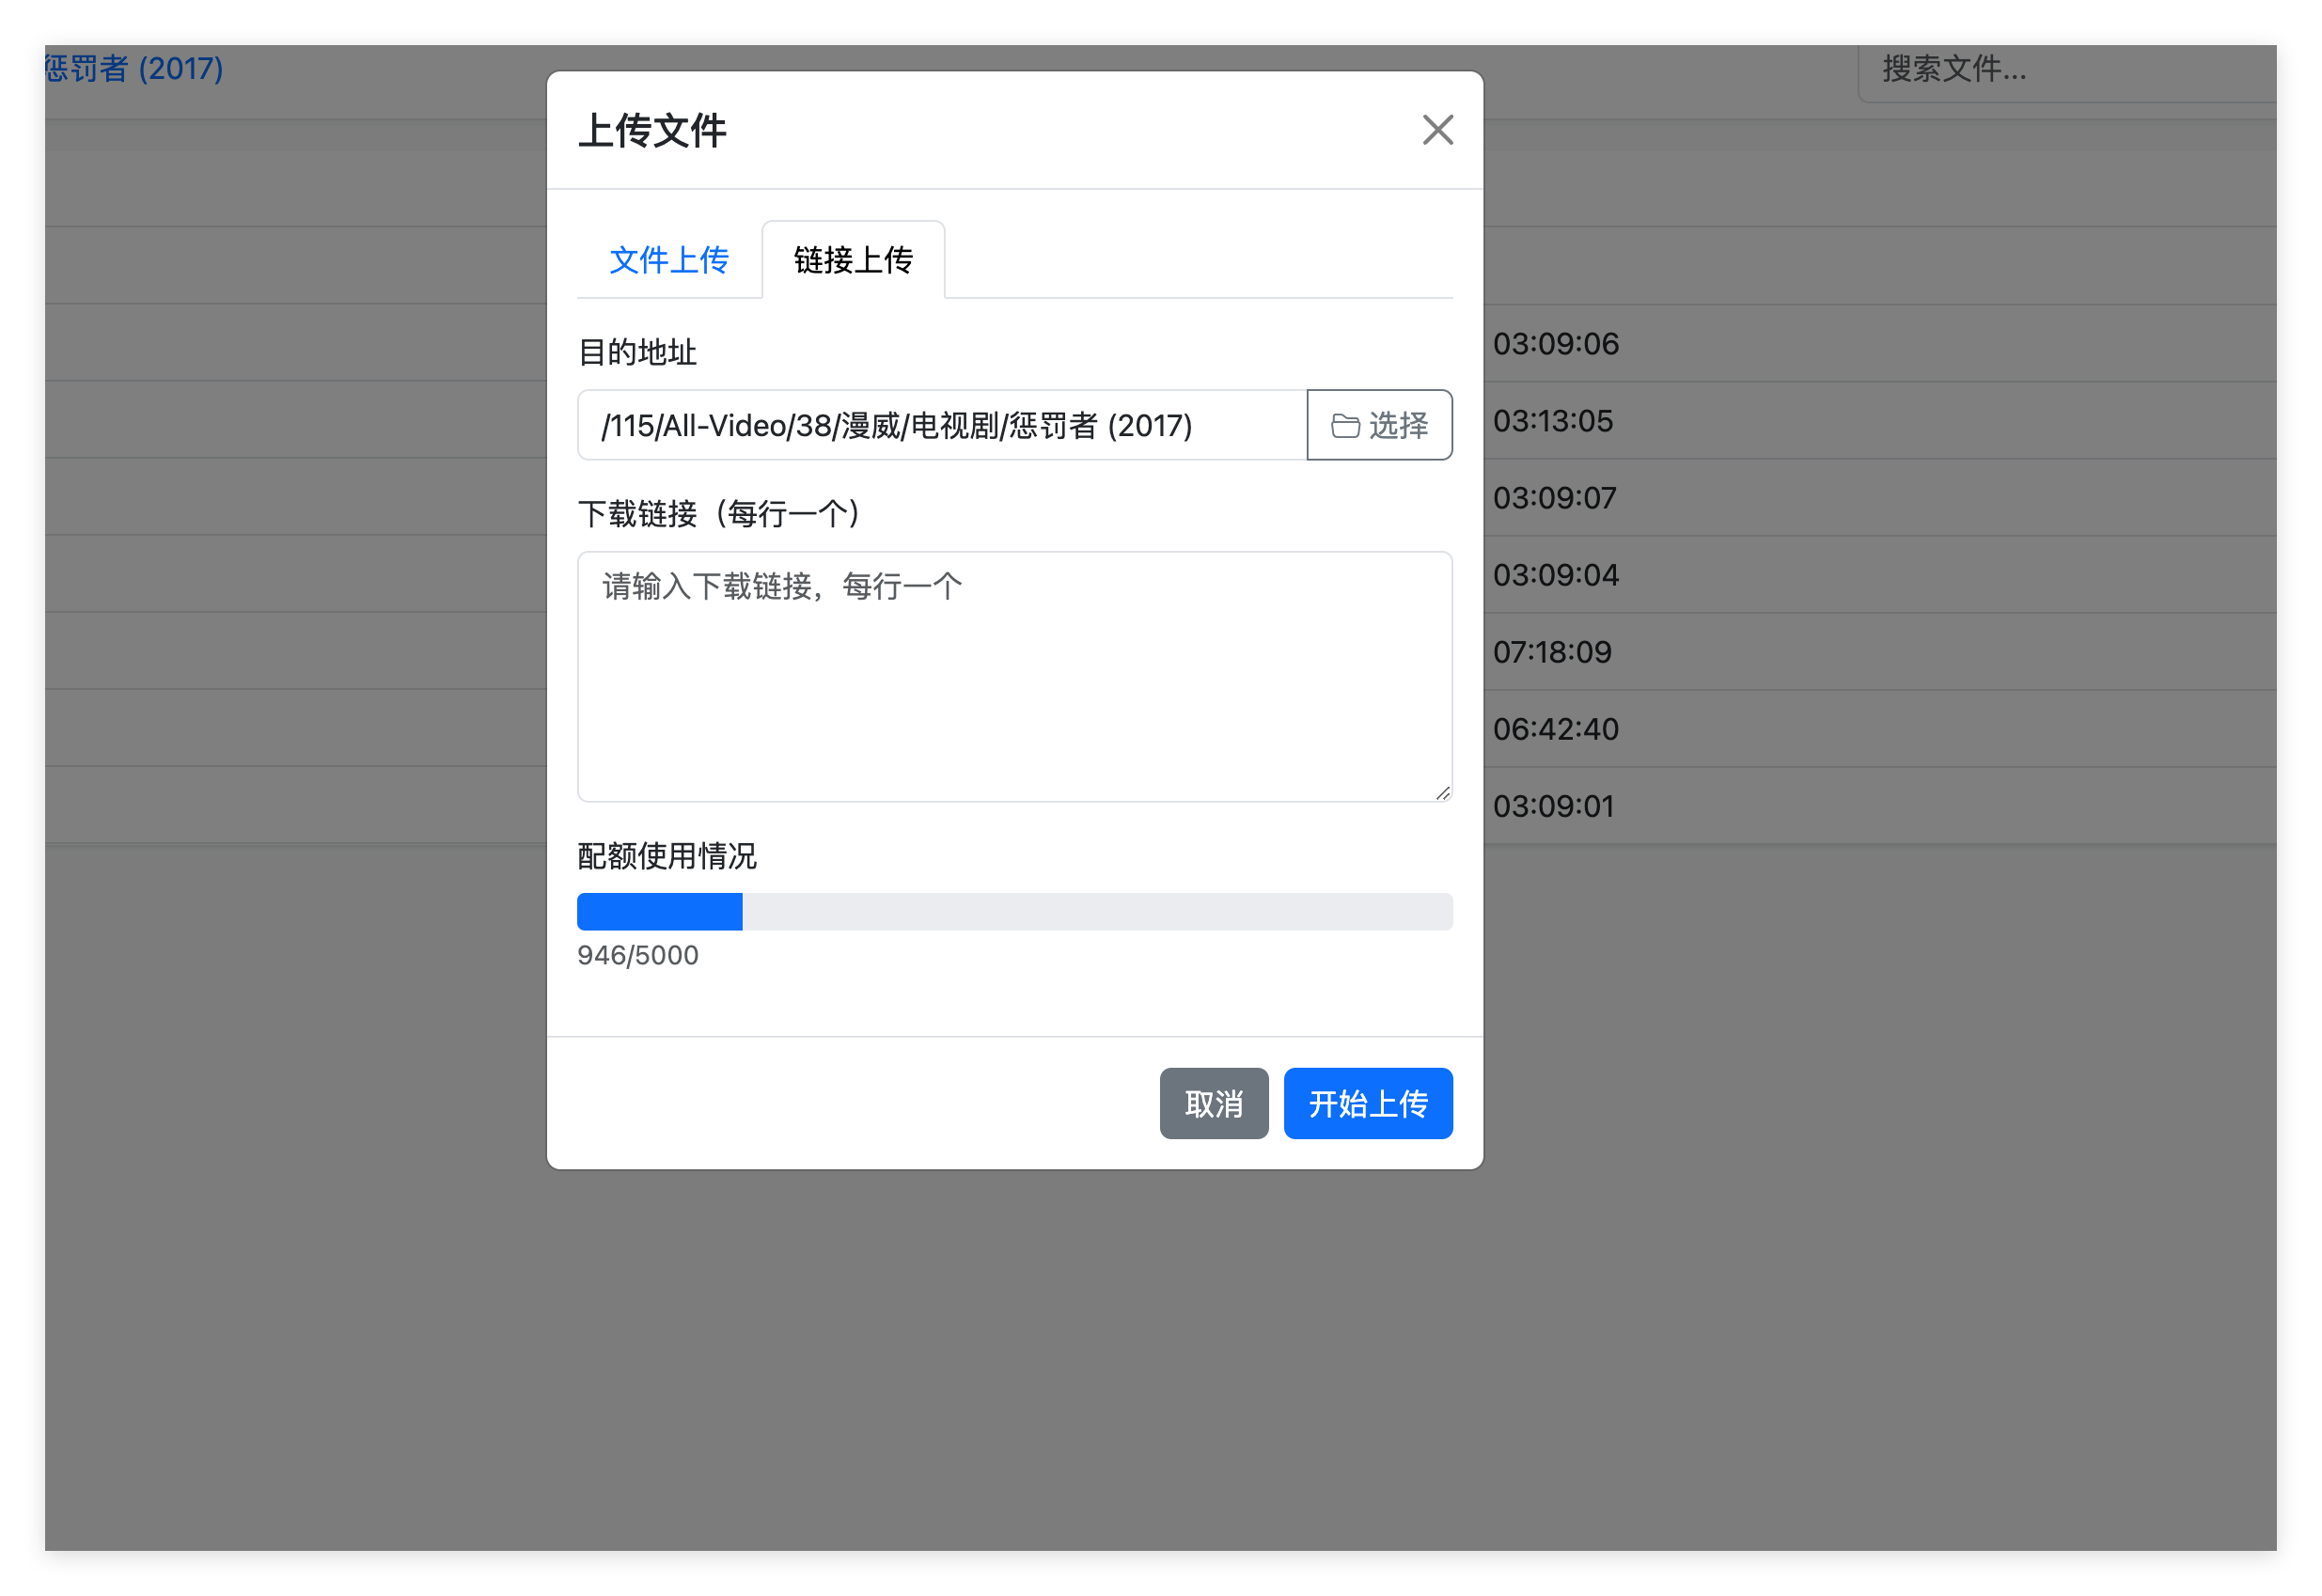 惩罚者 (2017)
搜索文件...
上传文件
文件上传
链接上传
目的地址
/115/All-Video/38/漫威/电视剧/惩罚者 (2017)
选择
下载链接（每行一个）
请输入下载链接，每行一个
配额使用情况
946/5000
取消
开始上传
03:09:06
03:13:05
03:09:07
03:09:04
07:18:09
06:42:40
03:09:01